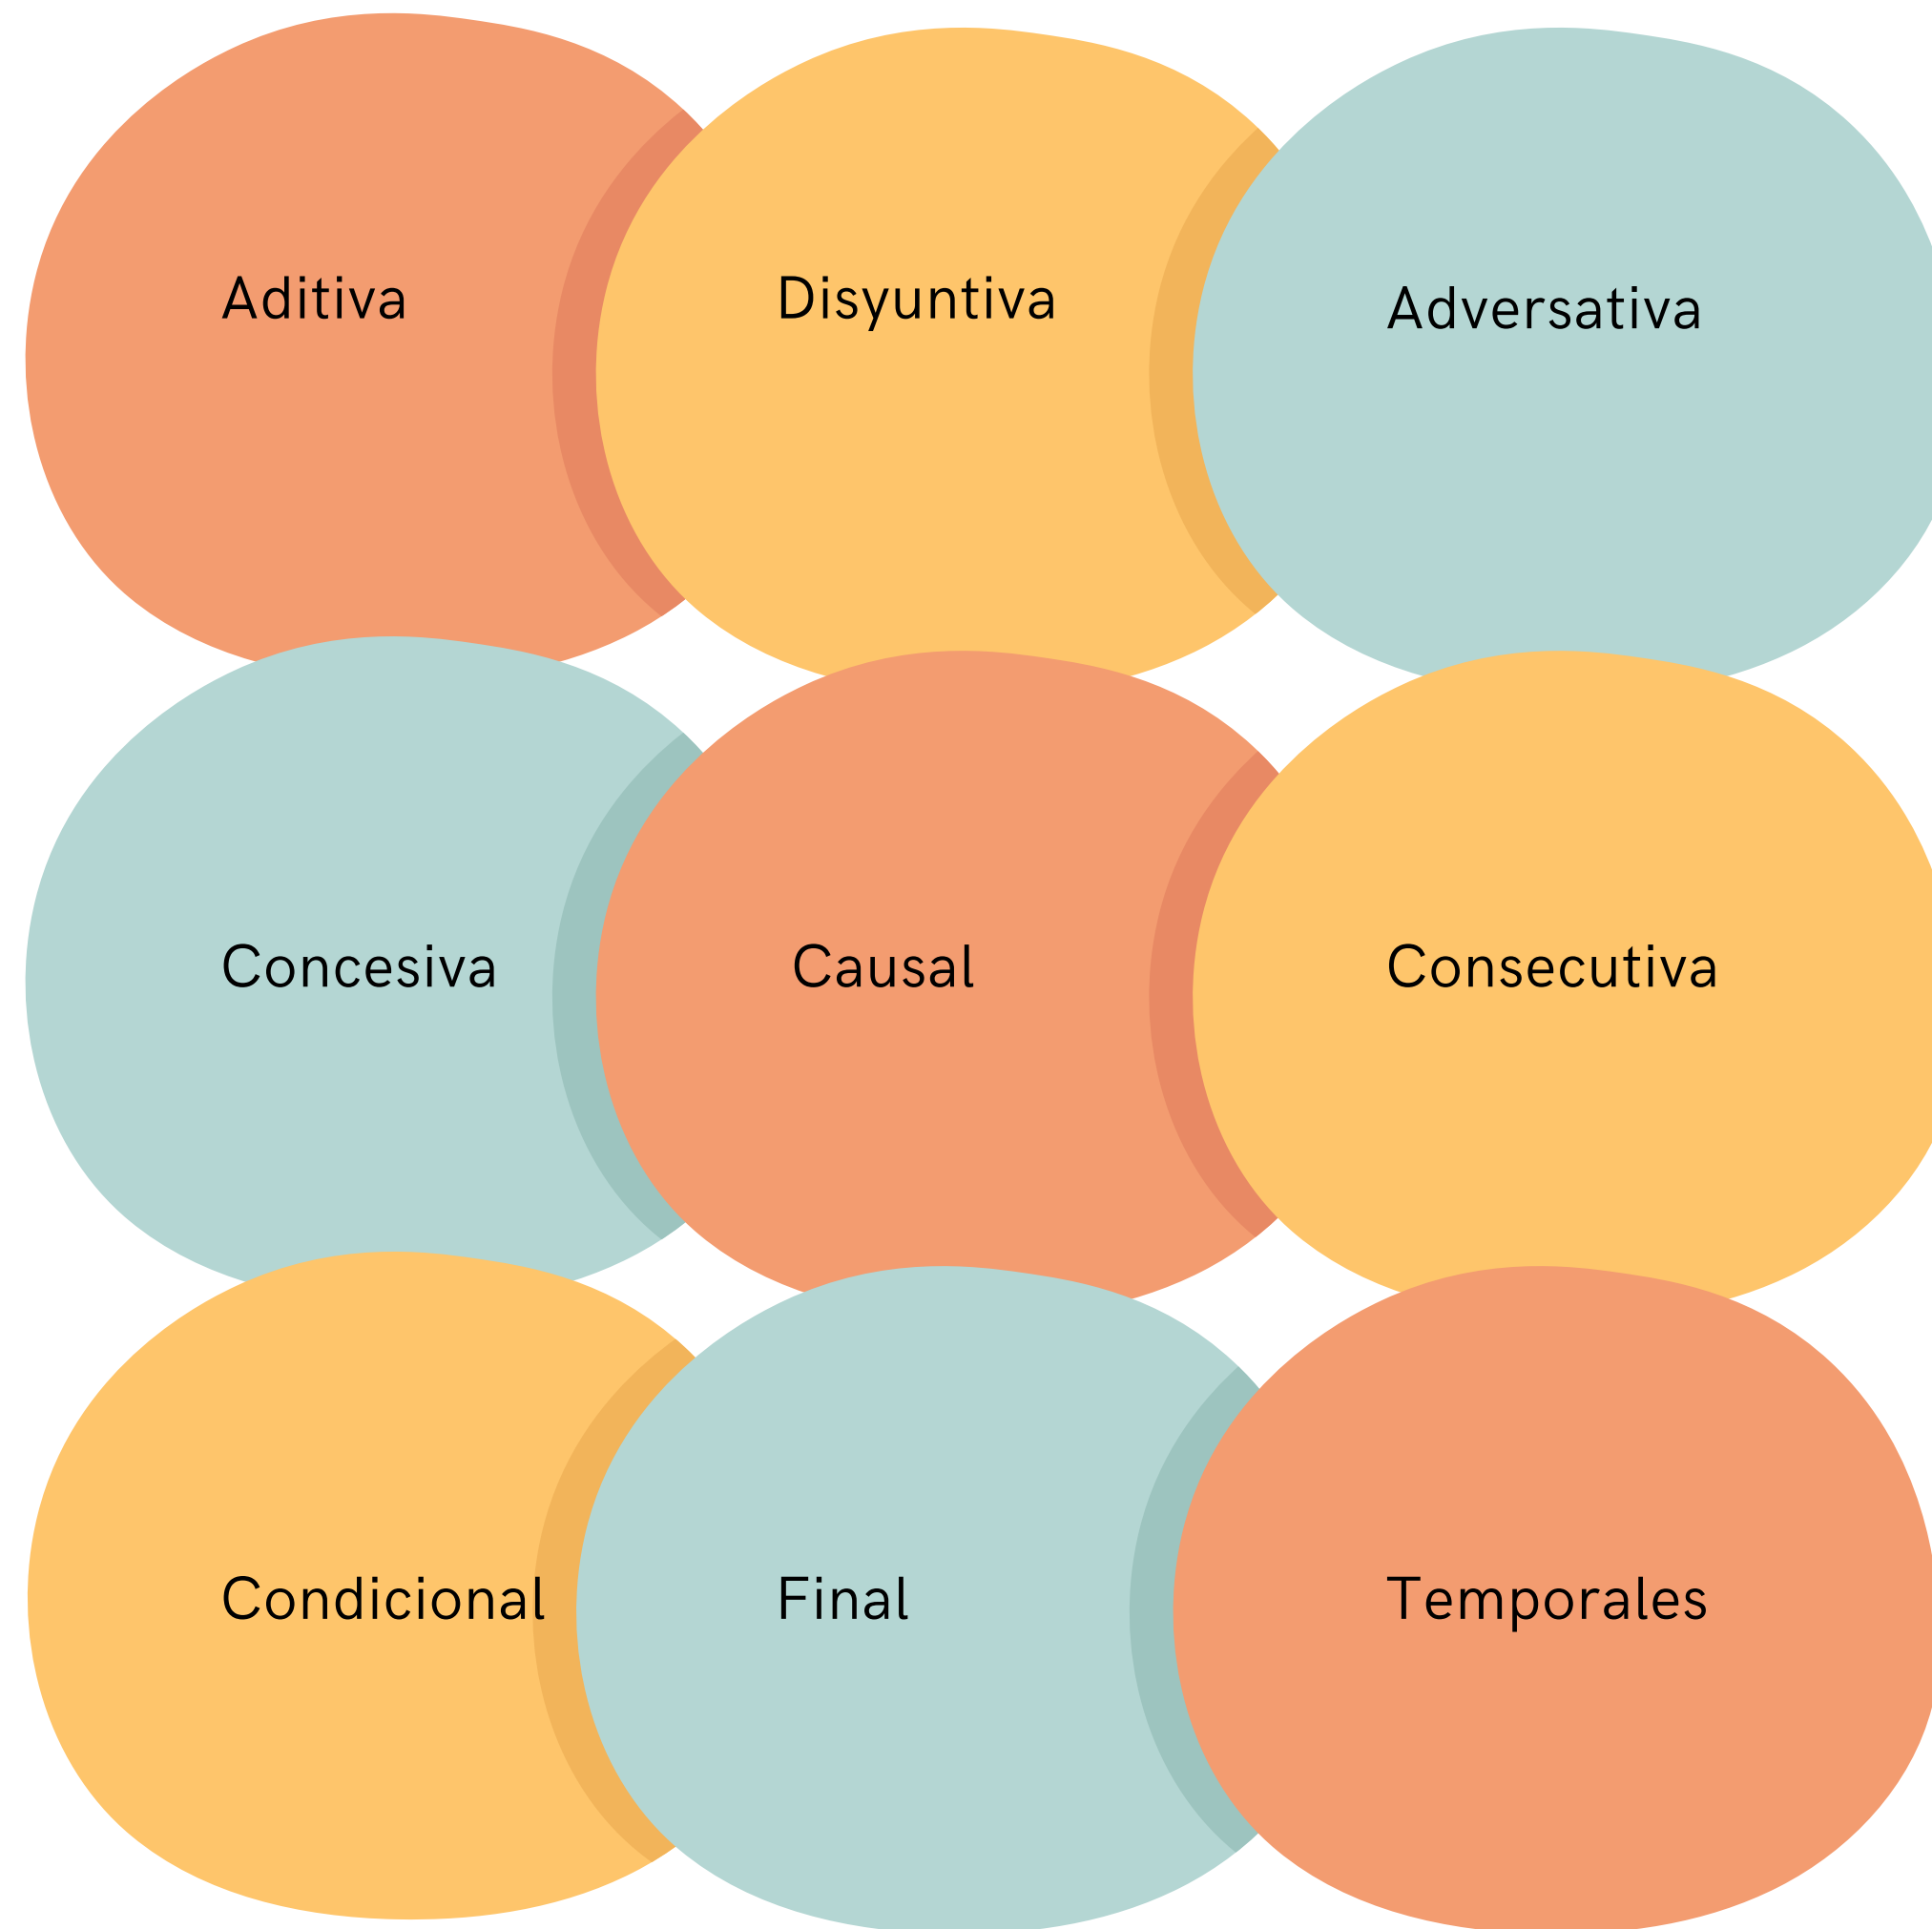 Aditiva
Disyuntiva
Adversativa
Concesiva
Causal
Consecutiva
Condicional
Final
Temporales